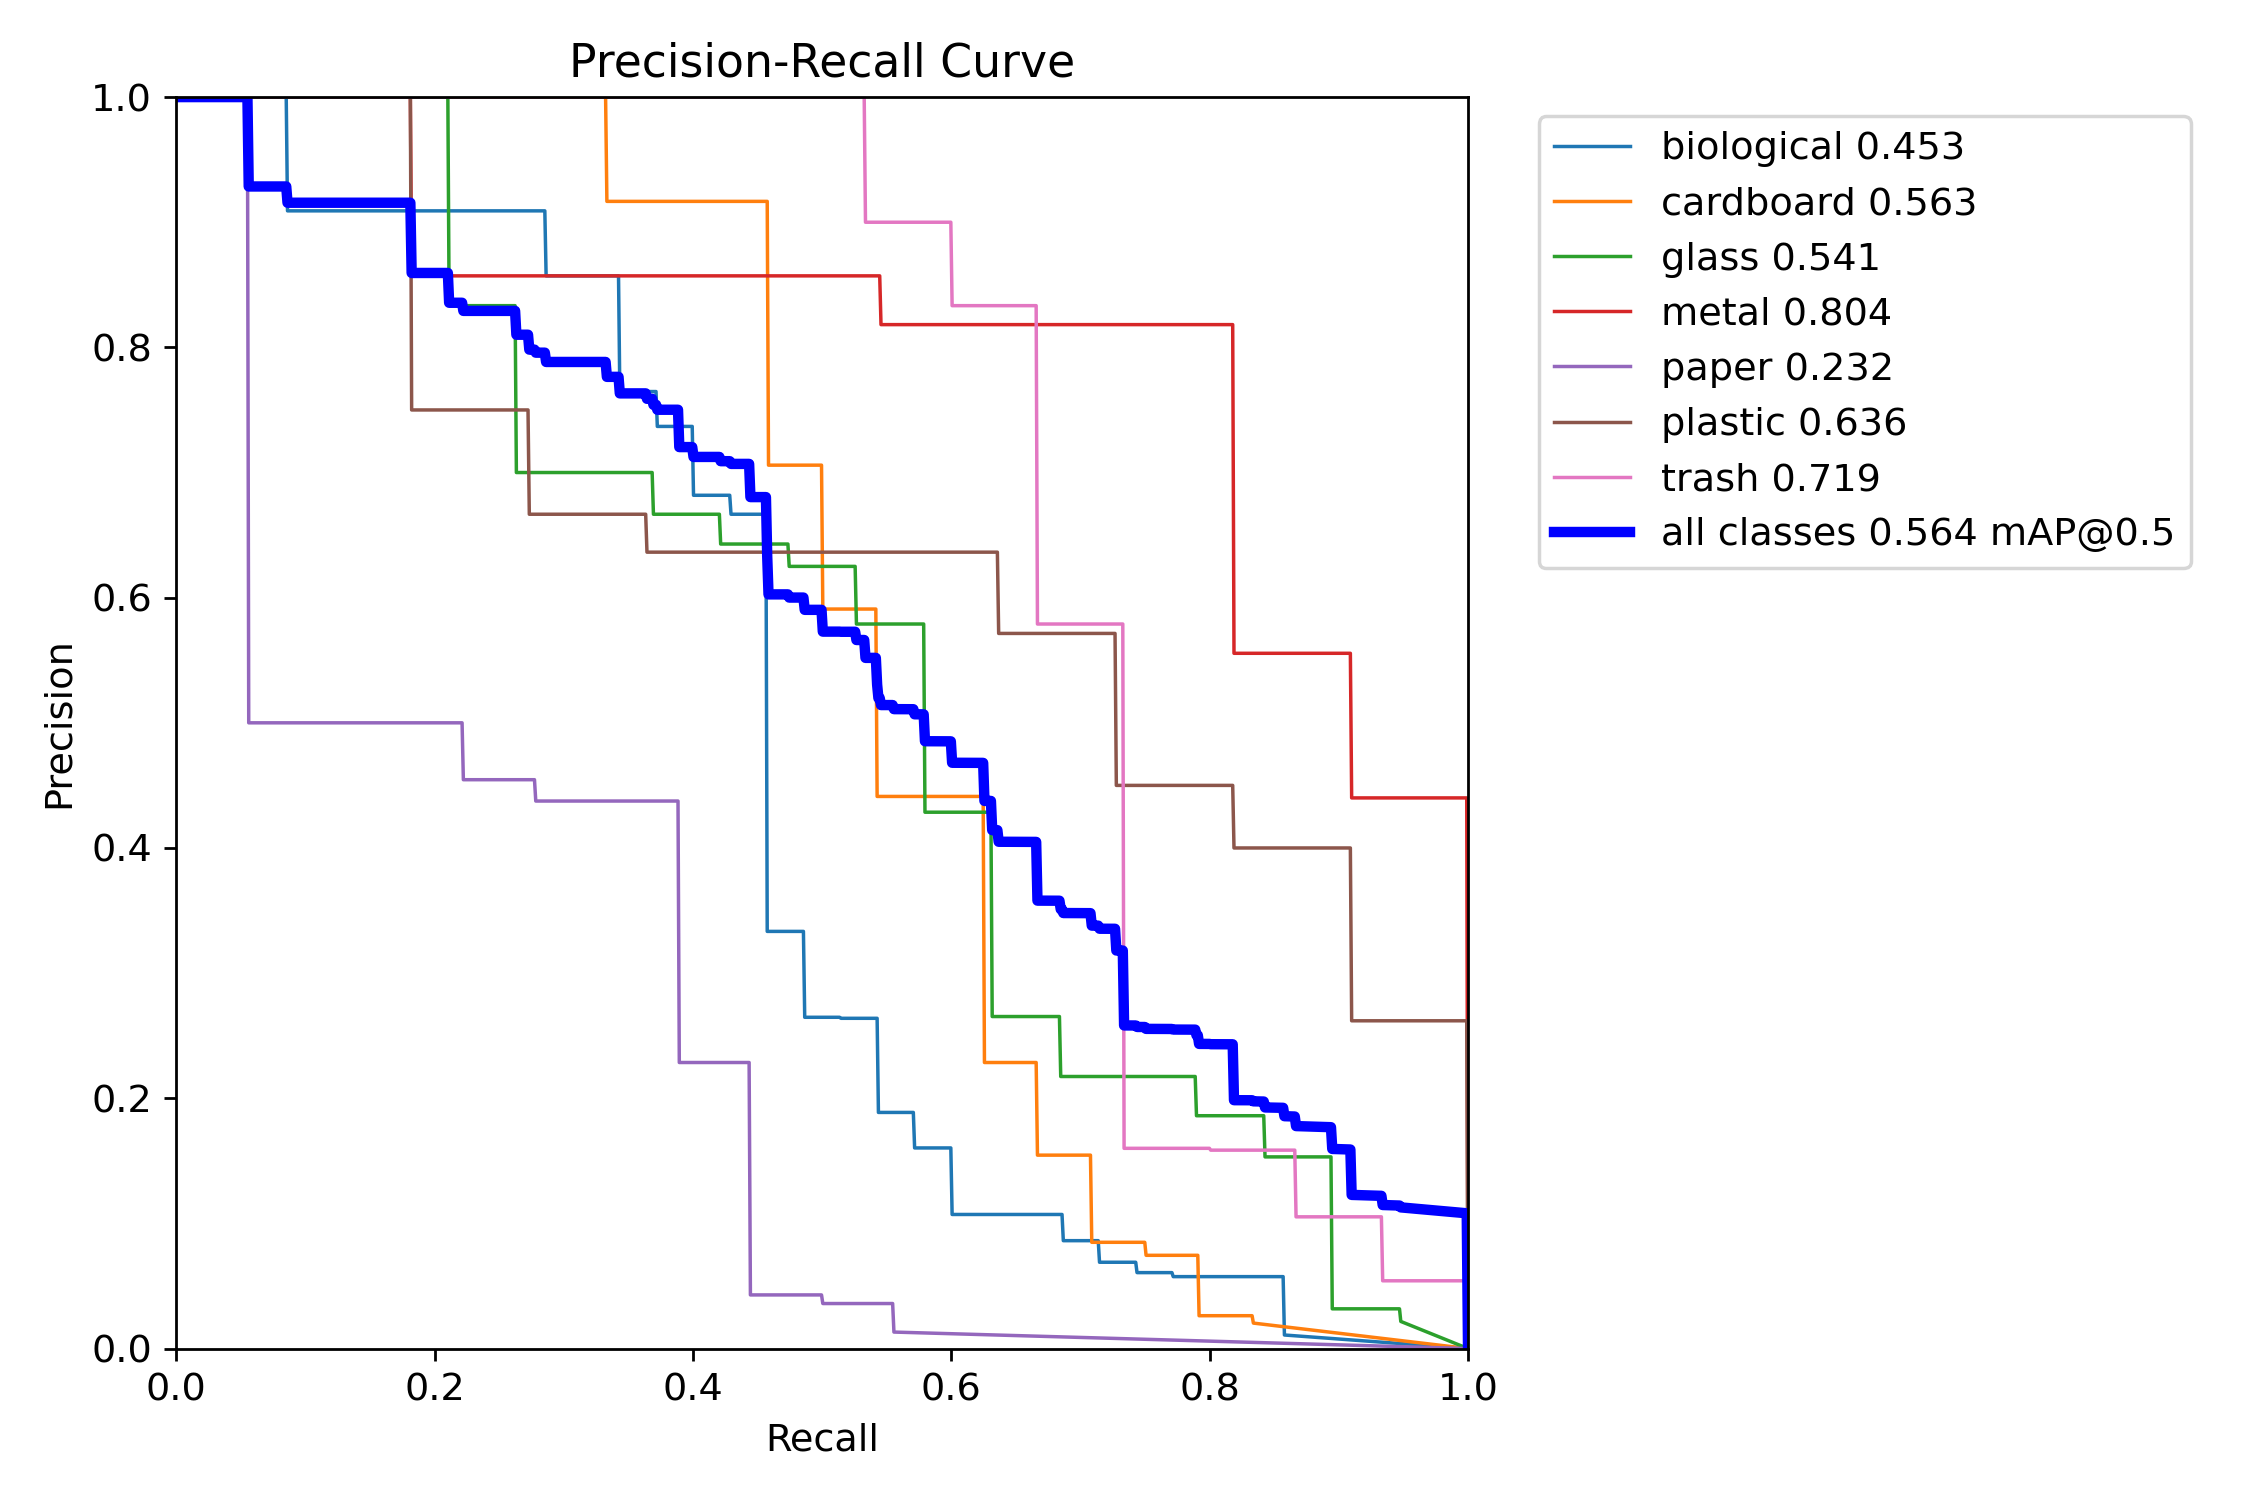 Precision-Recall Curve
1.0
0.8
0.6
0.4
0.2
0.0
Precision
0.0 0.2 0.4 0.6 0.8 1.0
Recall
biological 0.453
cardboard 0.563
glass 0.541
metal 0.804
paper 0.232
plastic 0.636
trash 0.719
all classes 0.564 mAP@0.5